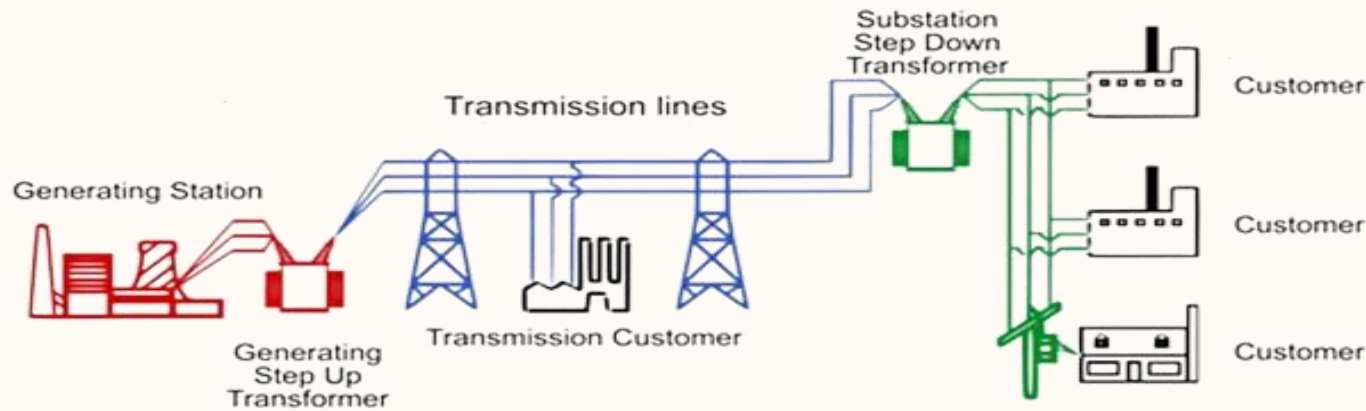 Substation
Step Down
Transformer
Customer
Transmission lines
Generating Station
Customer
Transmission Customer
Generating
Step Up
Transformer
Customer